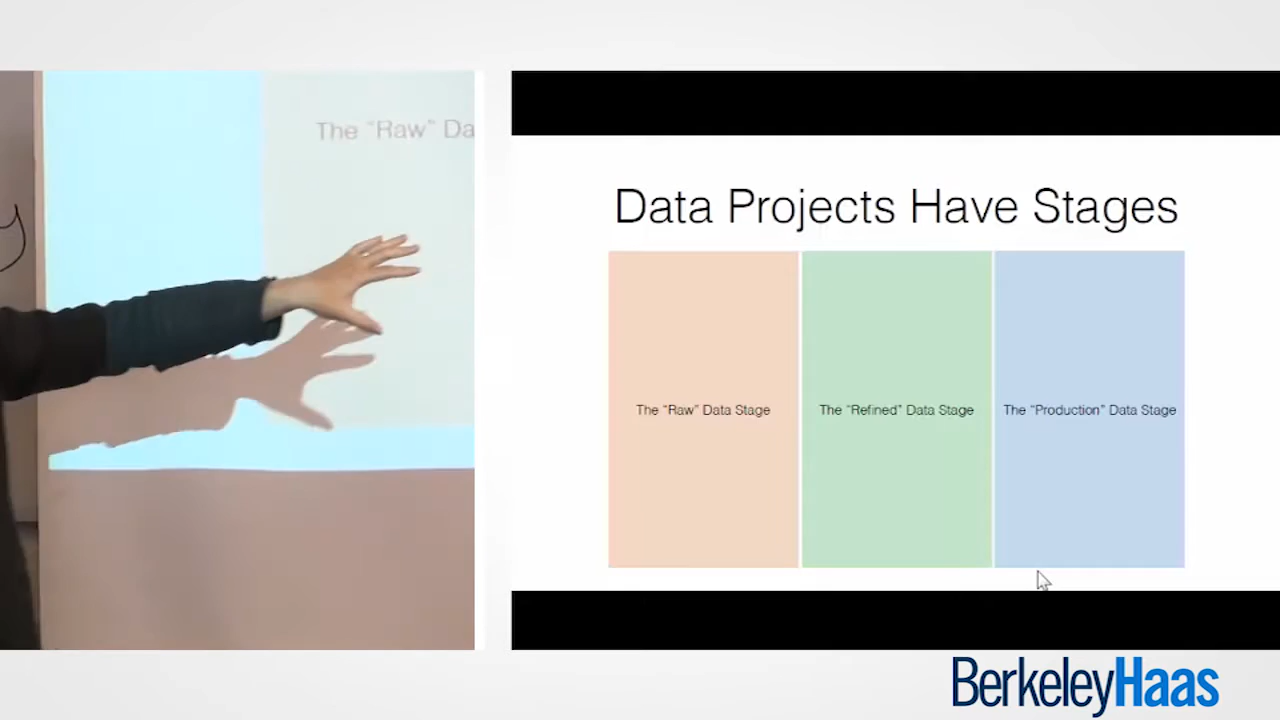 The "Raw" Da
Data Projects Have Stages
The "Raw" Data Stage
The "Refined" Data Stage
The "Production" Data Stage
BerkeleyHaas